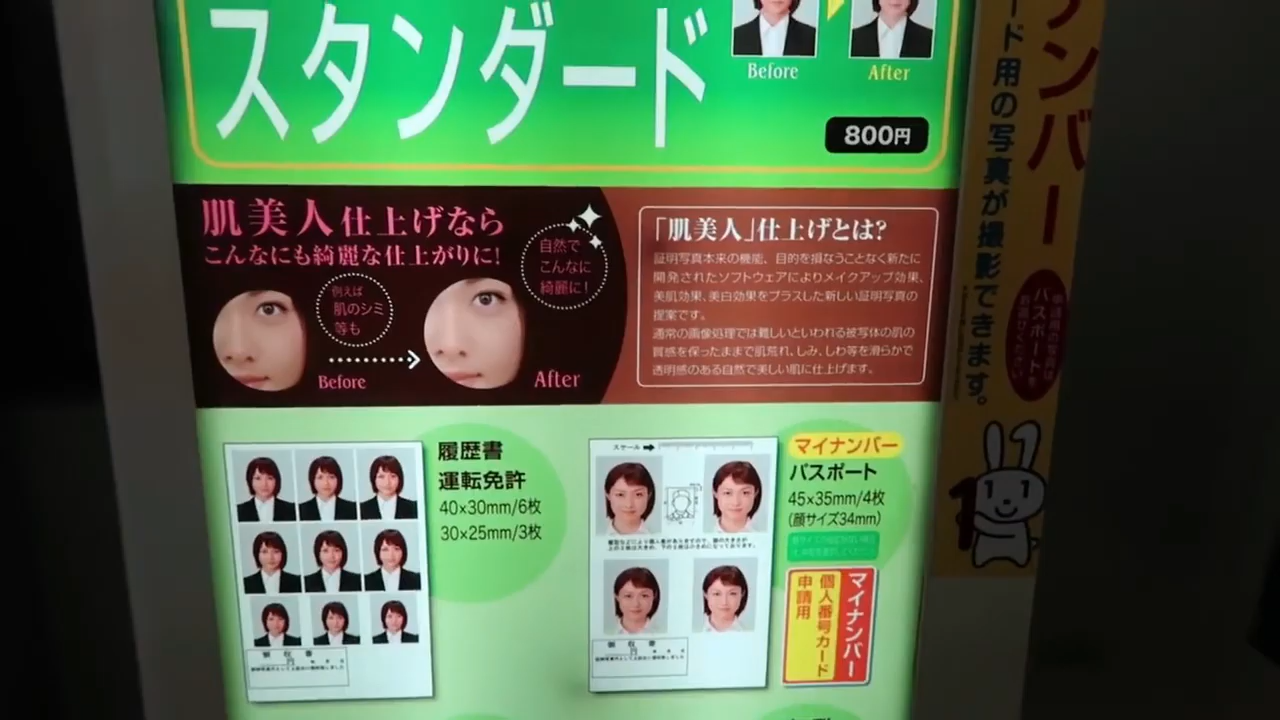 スタンダード
Before
After
800円
肌美人仕上げなら
こんなにも綺麗な仕上がりに!
例えば
肌のシミ
等も
自然で
こんなに
綺麗に!
Before
After
「肌美人」仕上げとは?
証明写真本来の機能、目的を損なうことなく新たに
開発されたソフトウェアによりメイクアップ効果、
美肌効果、美白効果をプラスした新しい証明写真の
提案です。
通常の画像処理では難しいといわれる被写体の肌の
質感を保ったままで肌荒れ、しみ、しわ等を滑らかで
透明感のある自然で美しい肌に仕上げます。
履歴書
運転免許
40×30mm/6枚
30×25mm/3枚
スケール
マイナンバー
パスポート
45×35mm/4枚
(顔サイズ34mm)
マイナンバー
個人番号カード
申請用
領収書
円
領収書
円
ナンバー
ード用の写真が撮影できます。
パスポートを